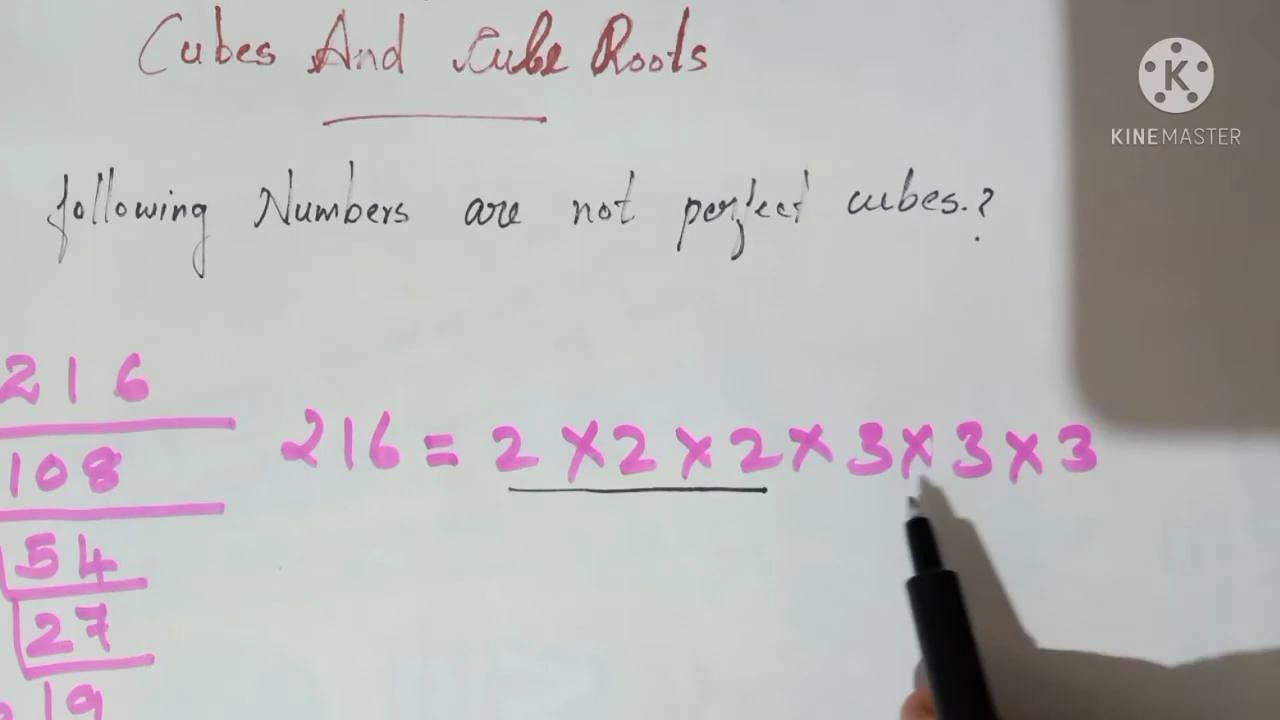 Cubes And Cube Roots
KINEMASTER
following Numbers are not perfect cubes.?
216
108
54
27
19
216 = 2 × 2 × 2 × 3 × 3 × 3